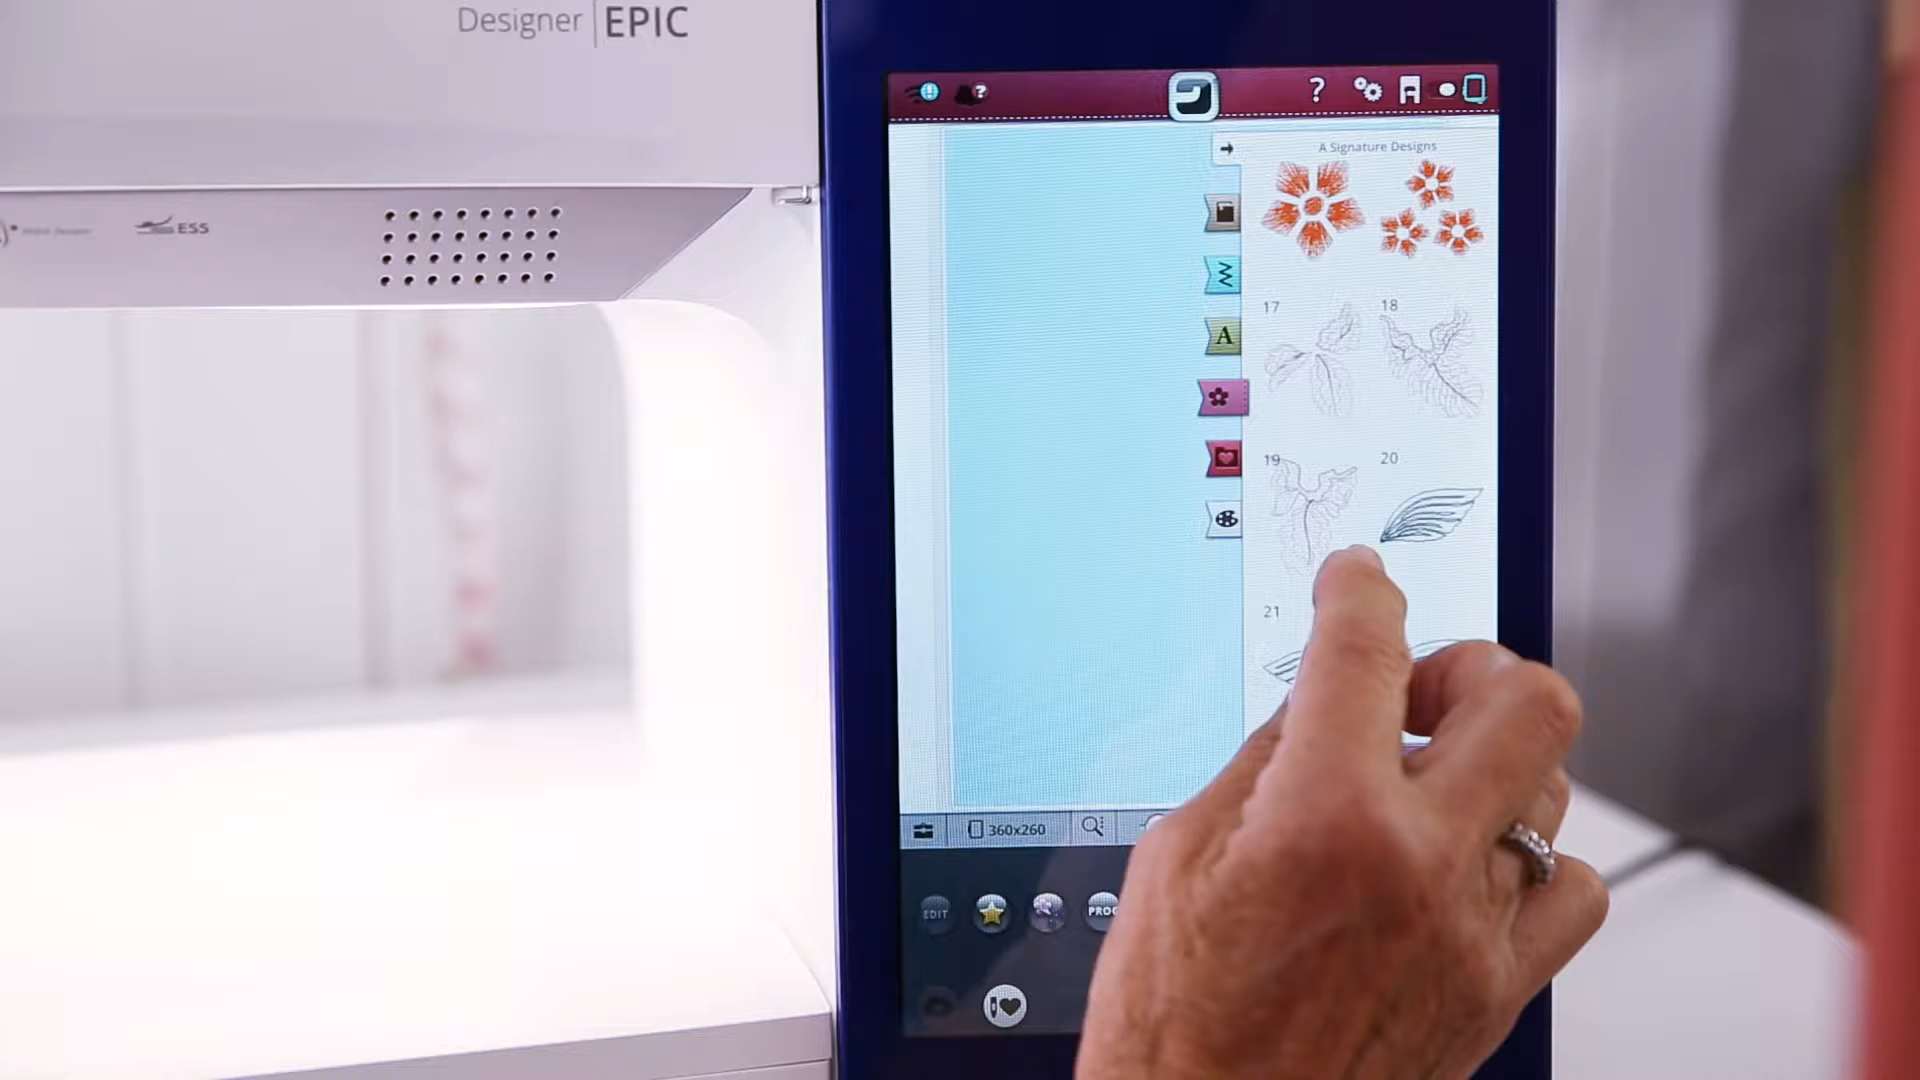 Designer | EPIC
ESS
?
?
A Signature Designs
A
17
18
19
20
21
360x260
EDIT